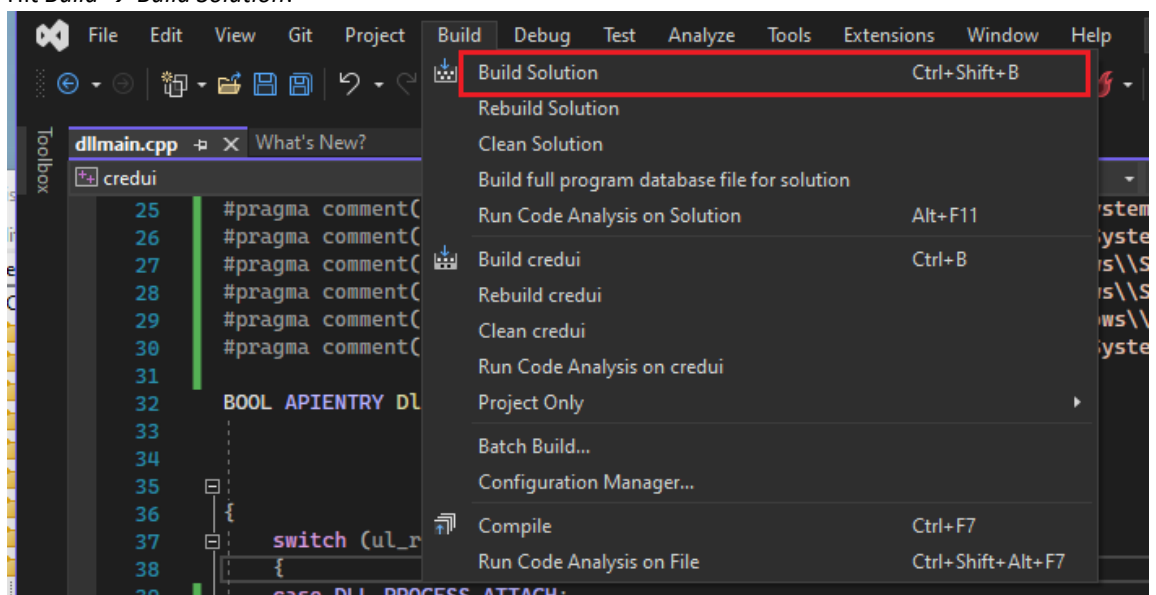 Hit Build → Build Solution:
File Edit View Git Project Build Debug Test Analyze Tools Extensions Window Help
Build Solution Ctrl+Shift+B
Rebuild Solution
Toolbox
dllmain.cpp What's New?
Clean Solution
credui
Build full program database file for solution
25 #pragma comment(
Run Code Analysis on Solution Alt+F11
26 #pragma comment(
27 #pragma comment(
Build credui Ctrl+B
28 #pragma comment(
Rebuild credui
29 #pragma comment(
Clean credui
30 #pragma comment(
Run Code Analysis on credui
31
32 BOOL APIENTRY Dl
Project Only
33
Batch Build...
34
35
Configuration Manager...
36 {
Compile Ctrl+F7
37 switch (ul_r
38 {
Run Code Analysis on File Ctrl+Shift+Alt+F7
case DLL_PROCESS_ATTACH: